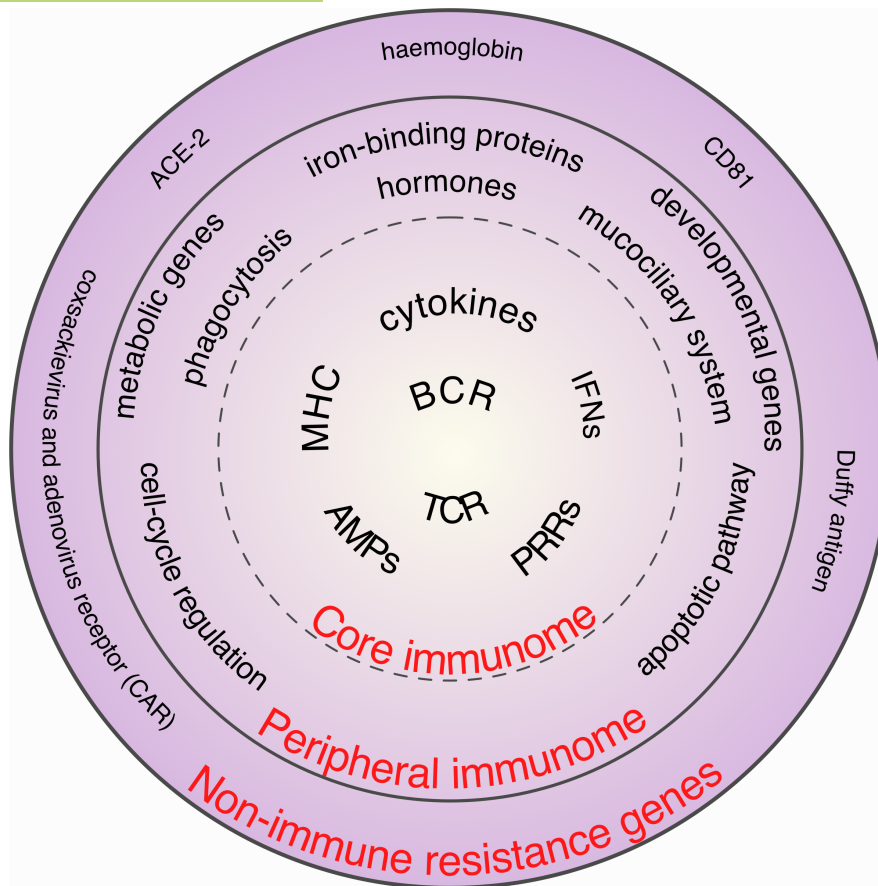 haemoglobin
ACE-2
CD81
iron-binding proteins
hormones
developmental genes
mucociliary system
metabolic genes
phagocytosis
coxsackievirus and adenovirus receptor (CAR)
cytokines
MHC
BCR
IFNs
Duffy antigen
cell-cycle regulation
AMPs
TCR
PRRs
apoptotic pathway
Core immunome
Peripheral immunome
Non-immune resistance genes